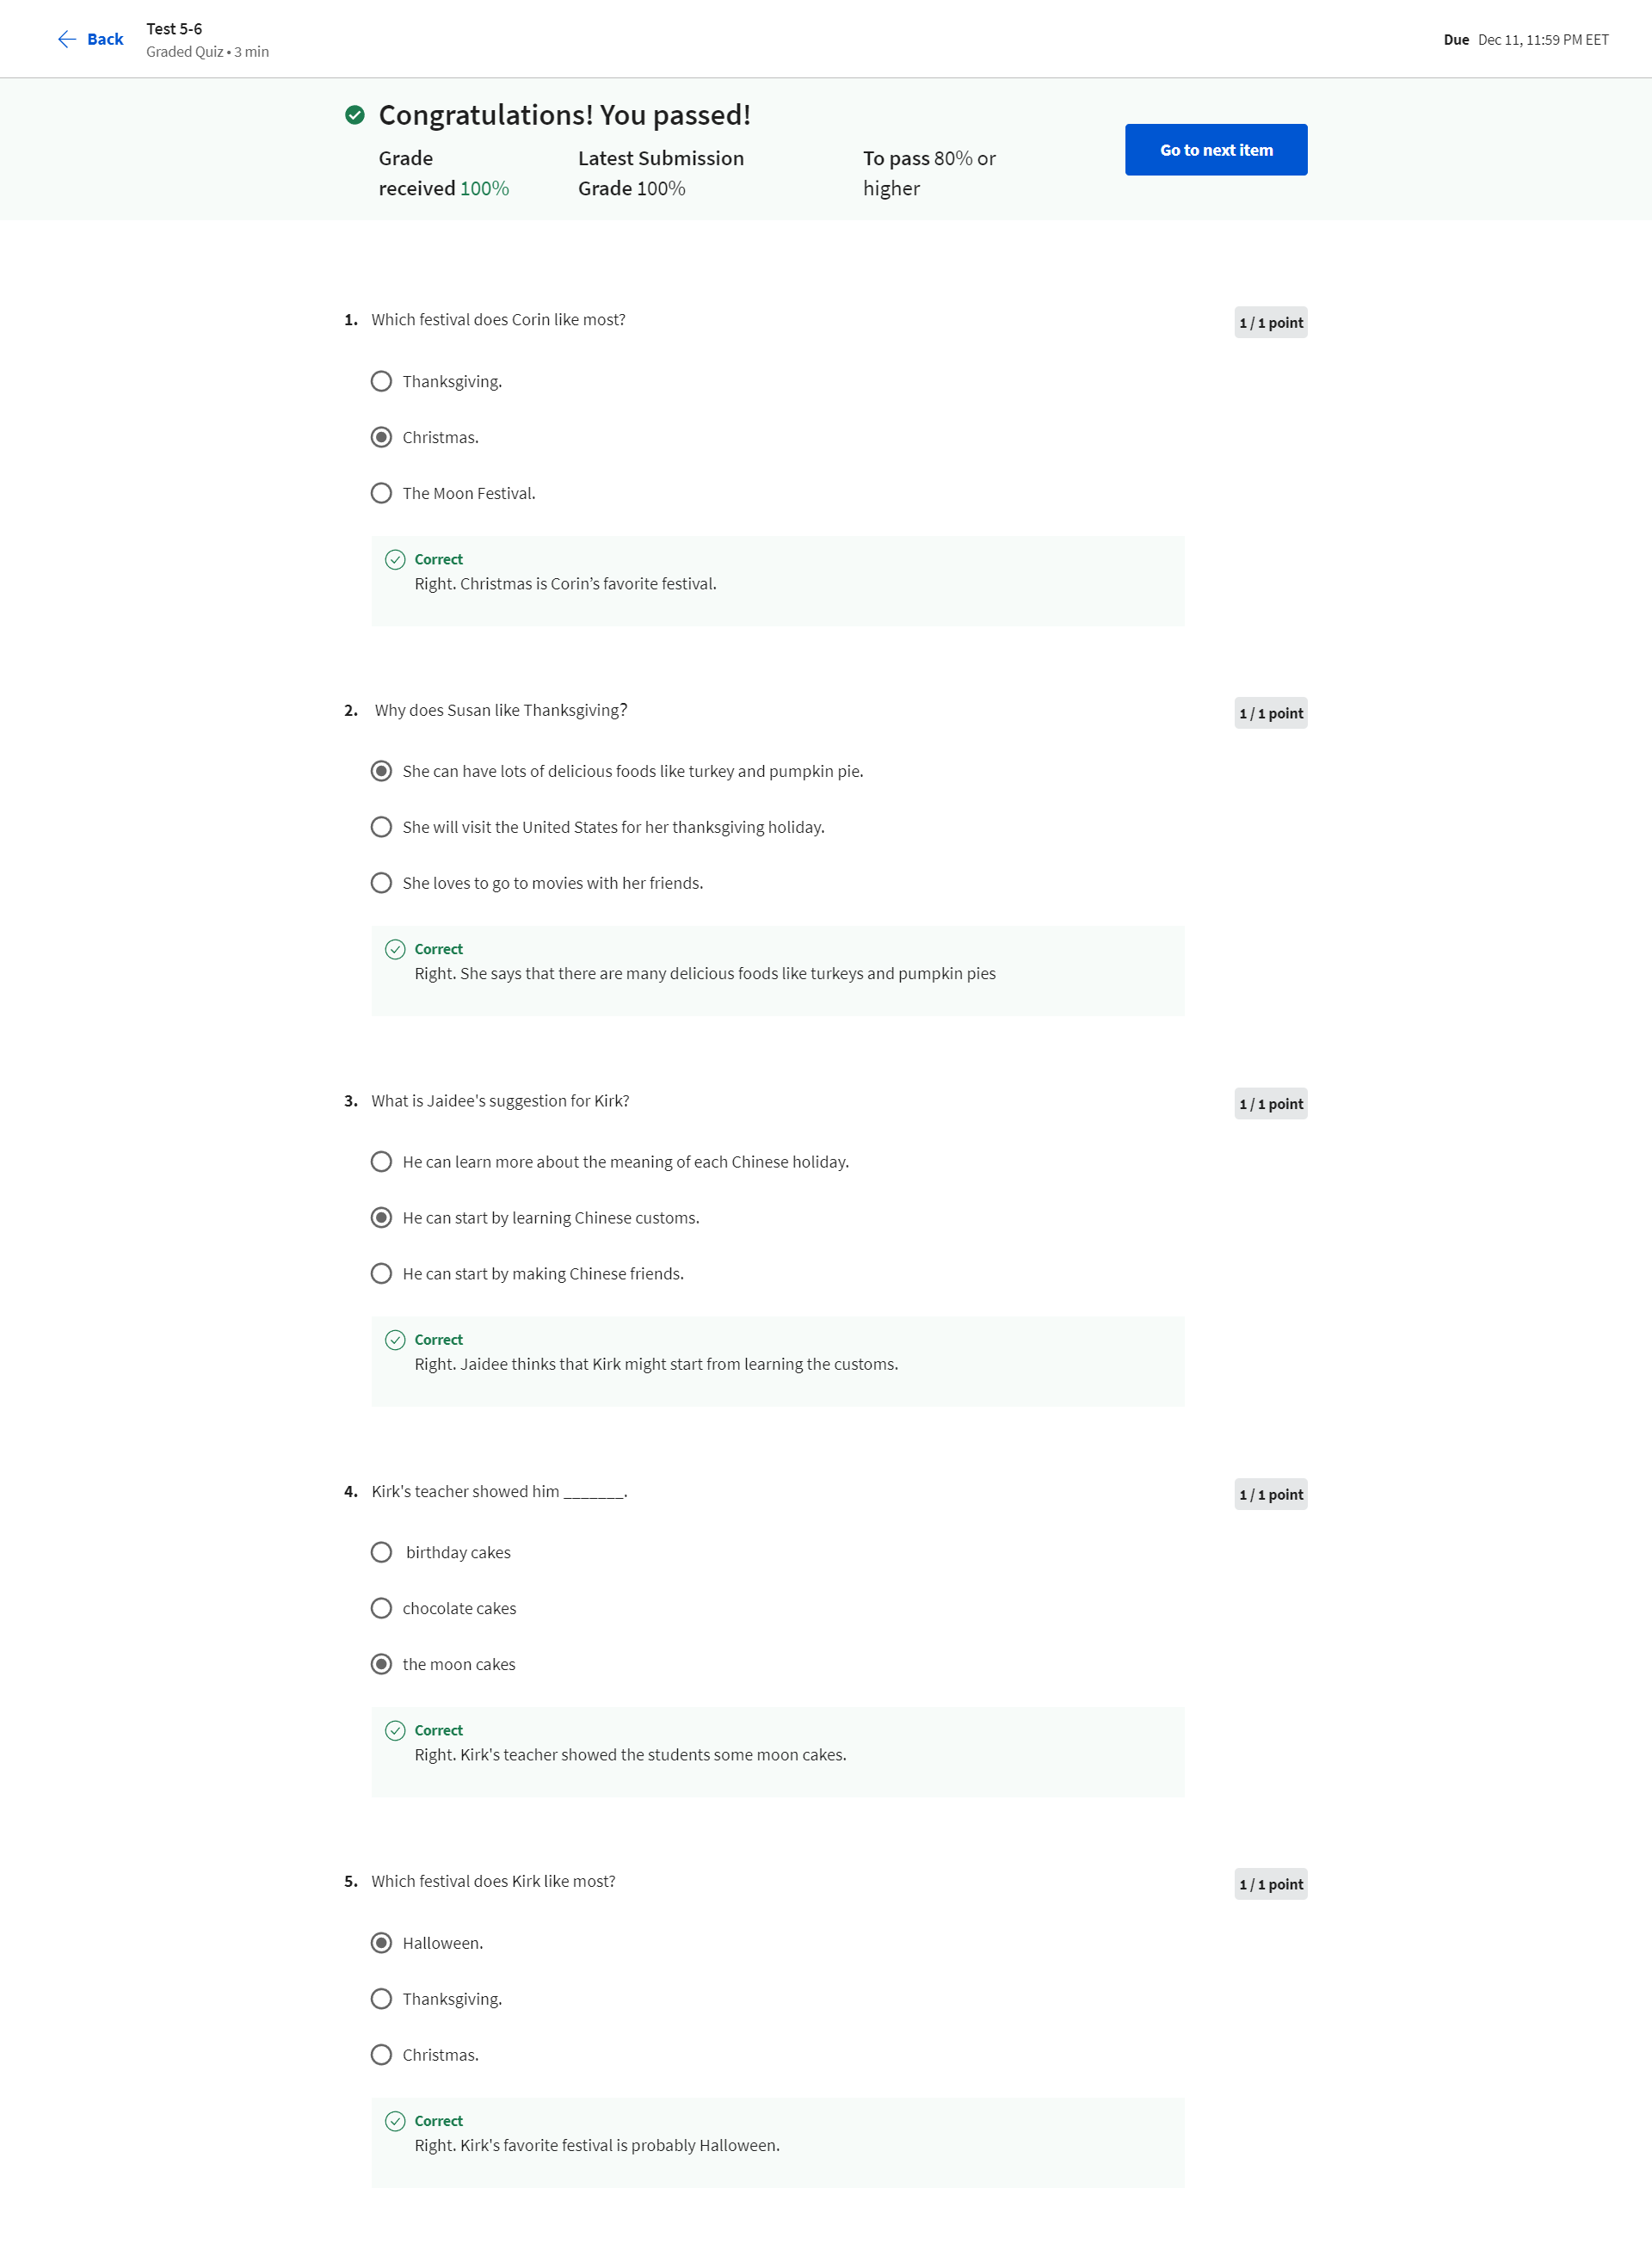 Back
Test 5-6
Graded Quiz • 3 min
Due Dec 11, 11:59 PM EET
Congratulations! You passed!
Grade received 100%
Latest Submission Grade 100%
To pass 80% or higher
Go to next item
1. Which festival does Corin like most?
1 / 1 point
Thanksgiving.
Christmas.
The Moon Festival.
Correct
Right. Christmas is Corin’s favorite festival.
2. Why does Susan like Thanksgiving?
1 / 1 point
She can have lots of delicious foods like turkey and pumpkin pie.
She will visit the United States for her thanksgiving holiday.
She loves to go to movies with her friends.
Correct
Right. She says that there are many delicious foods like turkeys and pumpkin pies
3. What is Jaidee's suggestion for Kirk?
1 / 1 point
He can learn more about the meaning of each Chinese holiday.
He can start by learning Chinese customs.
He can start by making Chinese friends.
Correct
Right. Jaidee thinks that Kirk might start from learning the customs.
4. Kirk's teacher showed him _______.
1 / 1 point
birthday cakes
chocolate cakes
the moon cakes
Correct
Right. Kirk's teacher showed the students some moon cakes.
5. Which festival does Kirk like most?
1 / 1 point
Halloween.
Thanksgiving.
Christmas.
Correct
Right. Kirk's favorite festival is probably Halloween.